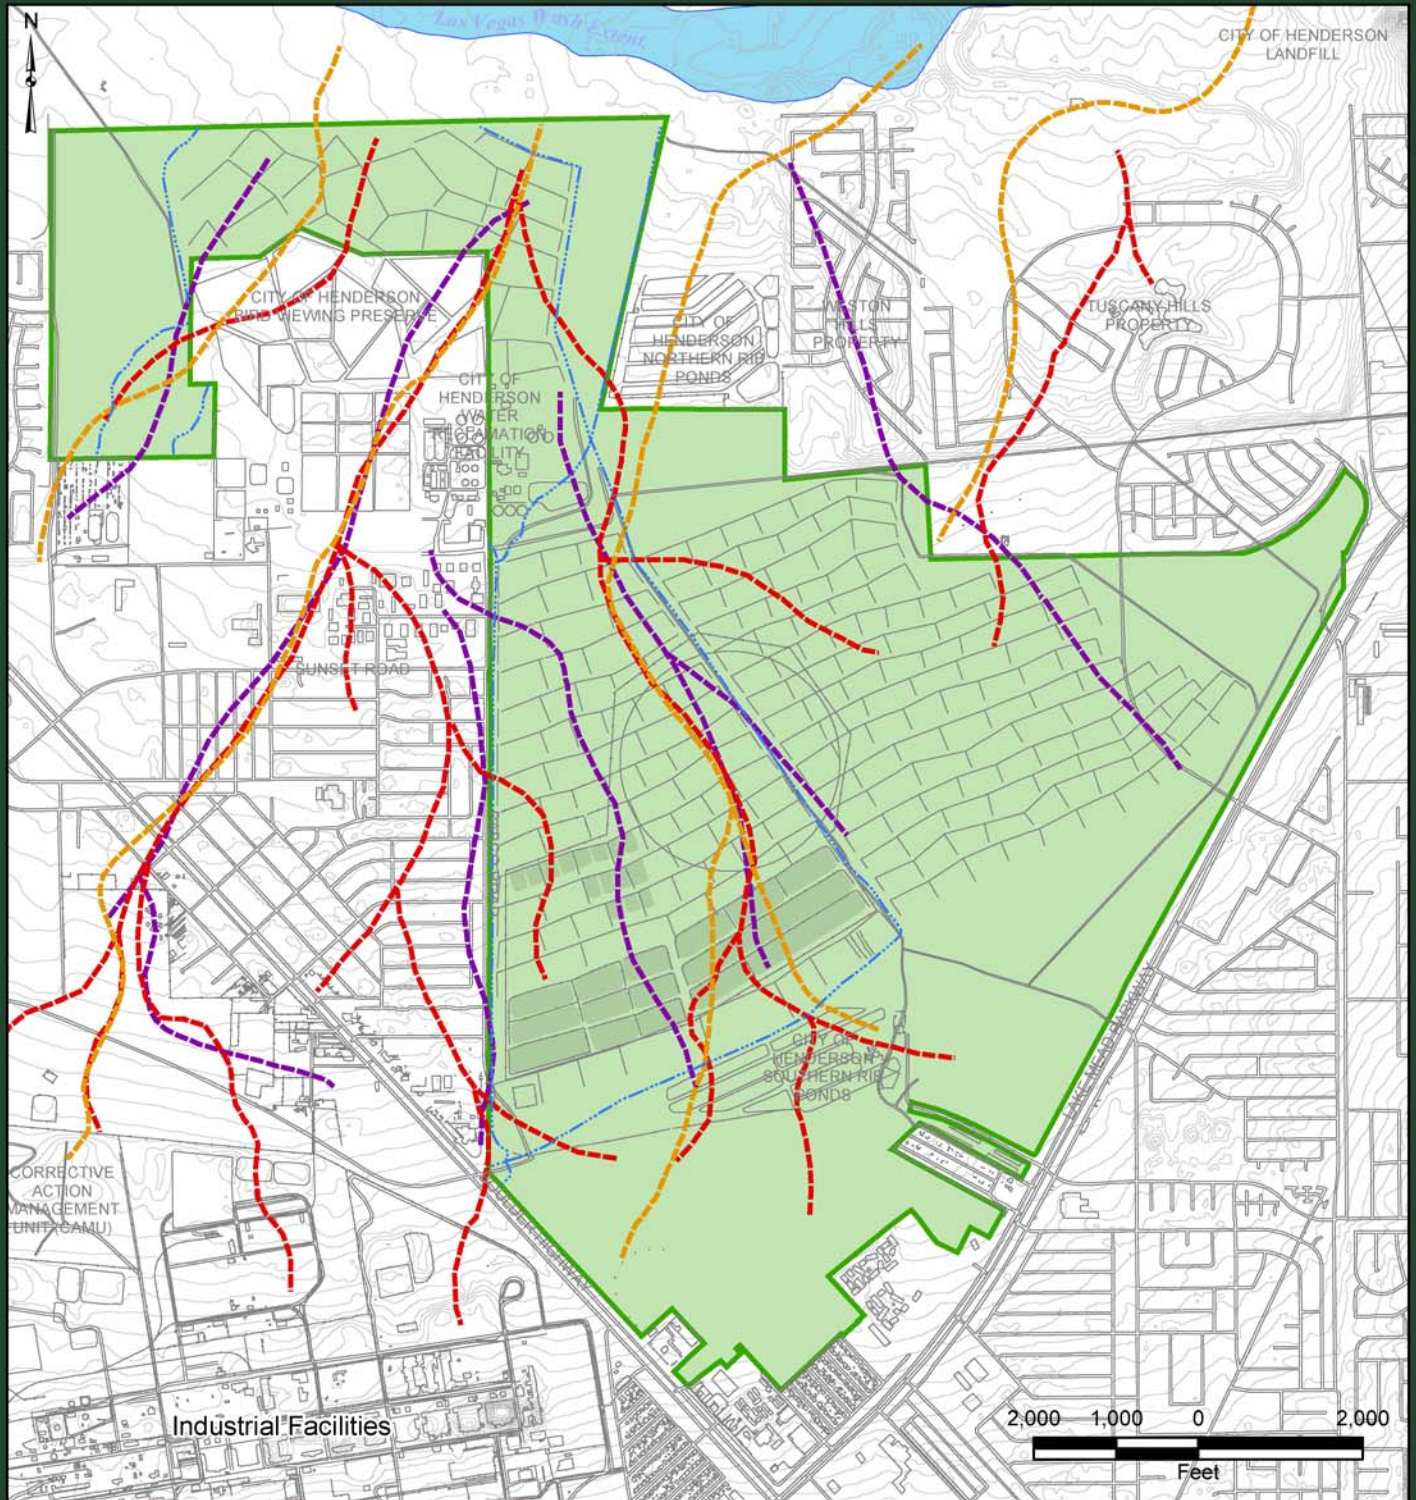 N
Las Vegas Wash Extent
CITY OF HENDERSON
LANDFILL
CITY OF HENDERSON
BIRD VIEWING PRESERVE
CITY OF
HENDERSON
NORTHERN RIB
PONDS
WESTON
HILLS
PROPERTY
TUSCANY HILLS
PROPERTY
CITY OF
HENDERSON
WATER
RECLAMATION
FACILITY
SUNSET ROAD
CITY OF
HENDERSON
SOUTHERN RIB
PONDS
LAKE MEAD PARKWAY
CORRECTIVE
ACTION
MANAGEMENT
UNIT (CAMU)
BOULDER HIGHWAY
Industrial Facilities
2,000 1,000 0 2,000
Feet